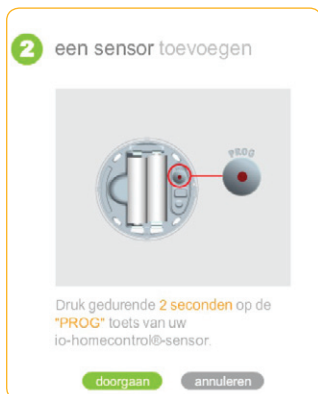 2 een sensor toevoegen
PROG
Druk gedurende 2 seconden op de
"PROG" toets van uw
io-homecontrol®-sensor.
doorgaan annuleren